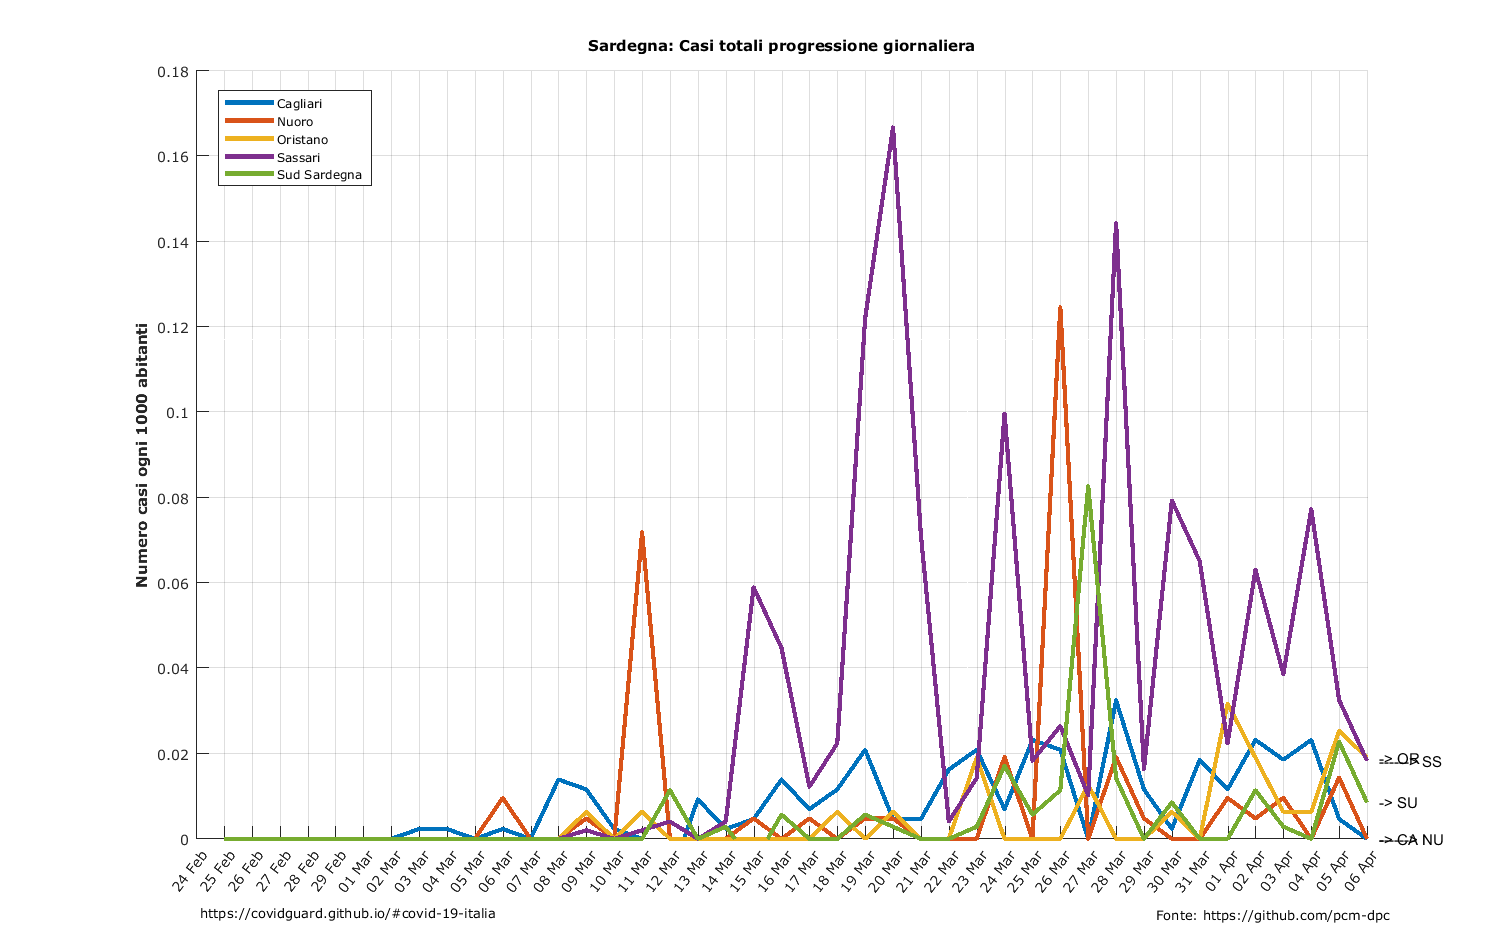 Sardegna: Casi totali progressione giornaliera
Numero casi ogni 1000 abitanti
0.18
0.16
0.14
0.12
0.1
0.08
0.06
0.04
0.02
0
Cagliari
Nuoro
Oristano
Sassari
Sud Sardegna
-> OR
-----> SS
-> SU
-> CA
-----> NU
24 Feb
25 Feb
26 Feb
27 Feb
28 Feb
29 Feb
01 Mar
02 Mar
03 Mar
04 Mar
05 Mar
06 Mar
07 Mar
08 Mar
09 Mar
10 Mar
11 Mar
12 Mar
13 Mar
14 Mar
15 Mar
16 Mar
17 Mar
18 Mar
19 Mar
20 Mar
21 Mar
22 Mar
23 Mar
24 Mar
25 Mar
26 Mar
27 Mar
28 Mar
29 Mar
30 Mar
31 Mar
01 Apr
02 Apr
03 Apr
04 Apr
05 Apr
06 Apr
https://covidguard.github.io/#covid-19-italia
Fonte: https://github.com/pcm-dpc